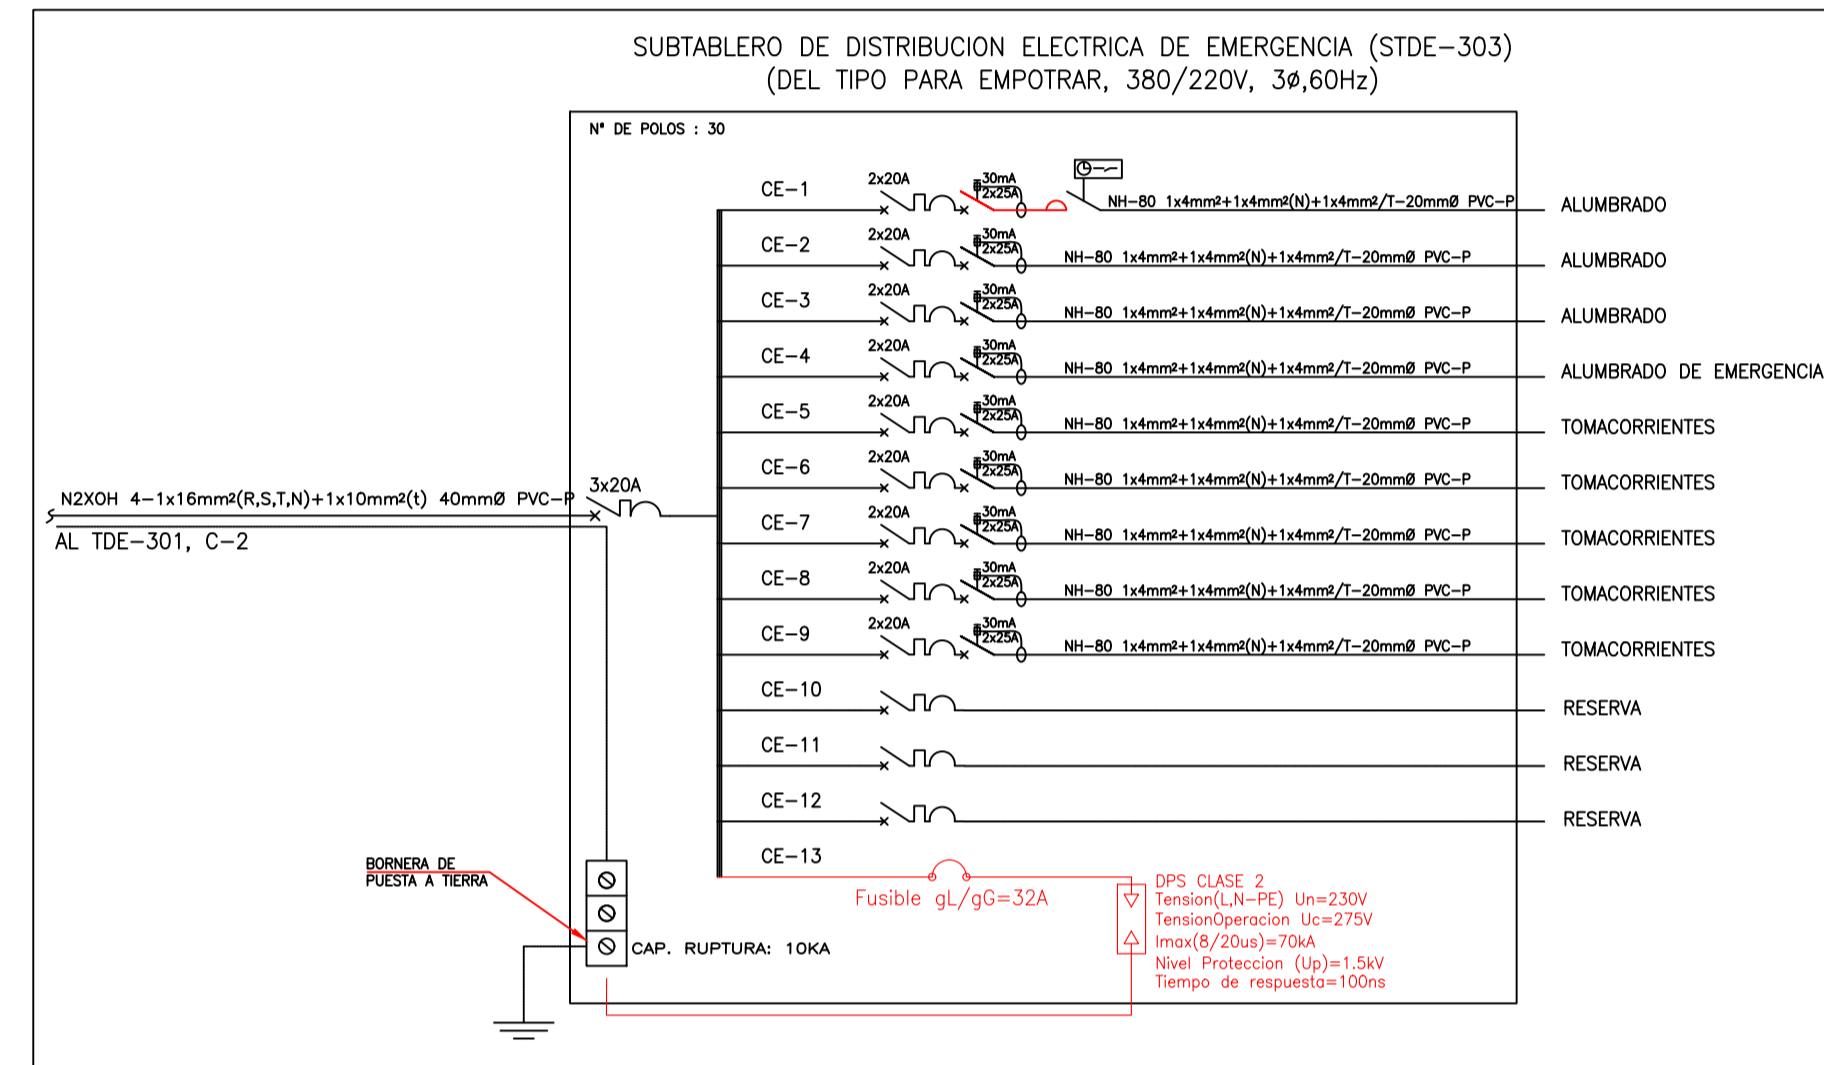 SUBTABLERO DE DISTRIBUCION ELECTRICA DE EMERGENCIA (STDE-303)
(DEL TIPO PARA EMPOTRAR, 380/220V, 3ø,60Hz)
N° DE POLOS : 30
CE-1 2x20A 30mA 2x25A NH-80 1x4mm²+1x4mm²(N)+1x4mm²/T-20mmØ PVC-P ALUMBRADO
CE-2 2x20A 30mA 2x25A NH-80 1x4mm²+1x4mm²(N)+1x4mm²/T-20mmØ PVC-P ALUMBRADO
CE-3 2x20A 30mA 2x25A NH-80 1x4mm²+1x4mm²(N)+1x4mm²/T-20mmØ PVC-P ALUMBRADO
CE-4 2x20A 30mA 2x25A NH-80 1x4mm²+1x4mm²(N)+1x4mm²/T-20mmØ PVC-P ALUMBRADO DE EMERGENCIA
CE-5 2x20A 30mA 2x25A NH-80 1x4mm²+1x4mm²(N)+1x4mm²/T-20mmØ PVC-P TOMACORRIENTES
CE-6 2x20A 30mA 2x25A NH-80 1x4mm²+1x4mm²(N)+1x4mm²/T-20mmØ PVC-P TOMACORRIENTES
N2XOH 4-1x16mm²(R,S,T,N)+1x10mm²(t) 40mmØ PVC-P 3x20A
AL TDE-301, C-2
CE-7 2x20A 30mA 2x25A NH-80 1x4mm²+1x4mm²(N)+1x4mm²/T-20mmØ PVC-P TOMACORRIENTES
CE-8 2x20A 30mA 2x25A NH-80 1x4mm²+1x4mm²(N)+1x4mm²/T-20mmØ PVC-P TOMACORRIENTES
CE-9 2x20A 30mA 2x25A NH-80 1x4mm²+1x4mm²(N)+1x4mm²/T-20mmØ PVC-P TOMACORRIENTES
CE-10 RESERVA
CE-11 RESERVA
CE-12 RESERVA
CE-13
BORNERA DE
PUESTA A TIERRA
CAP. RUPTURA: 10KA
Fusible gL/gG=32A
DPS CLASE 2
Tension(L,N-PE) Un=230V
TensionOperacion Uc=275V
Imax(8/20us)=70kA
Nivel Proteccion (Up)=1.5kV
Tiempo de respuesta=100ns